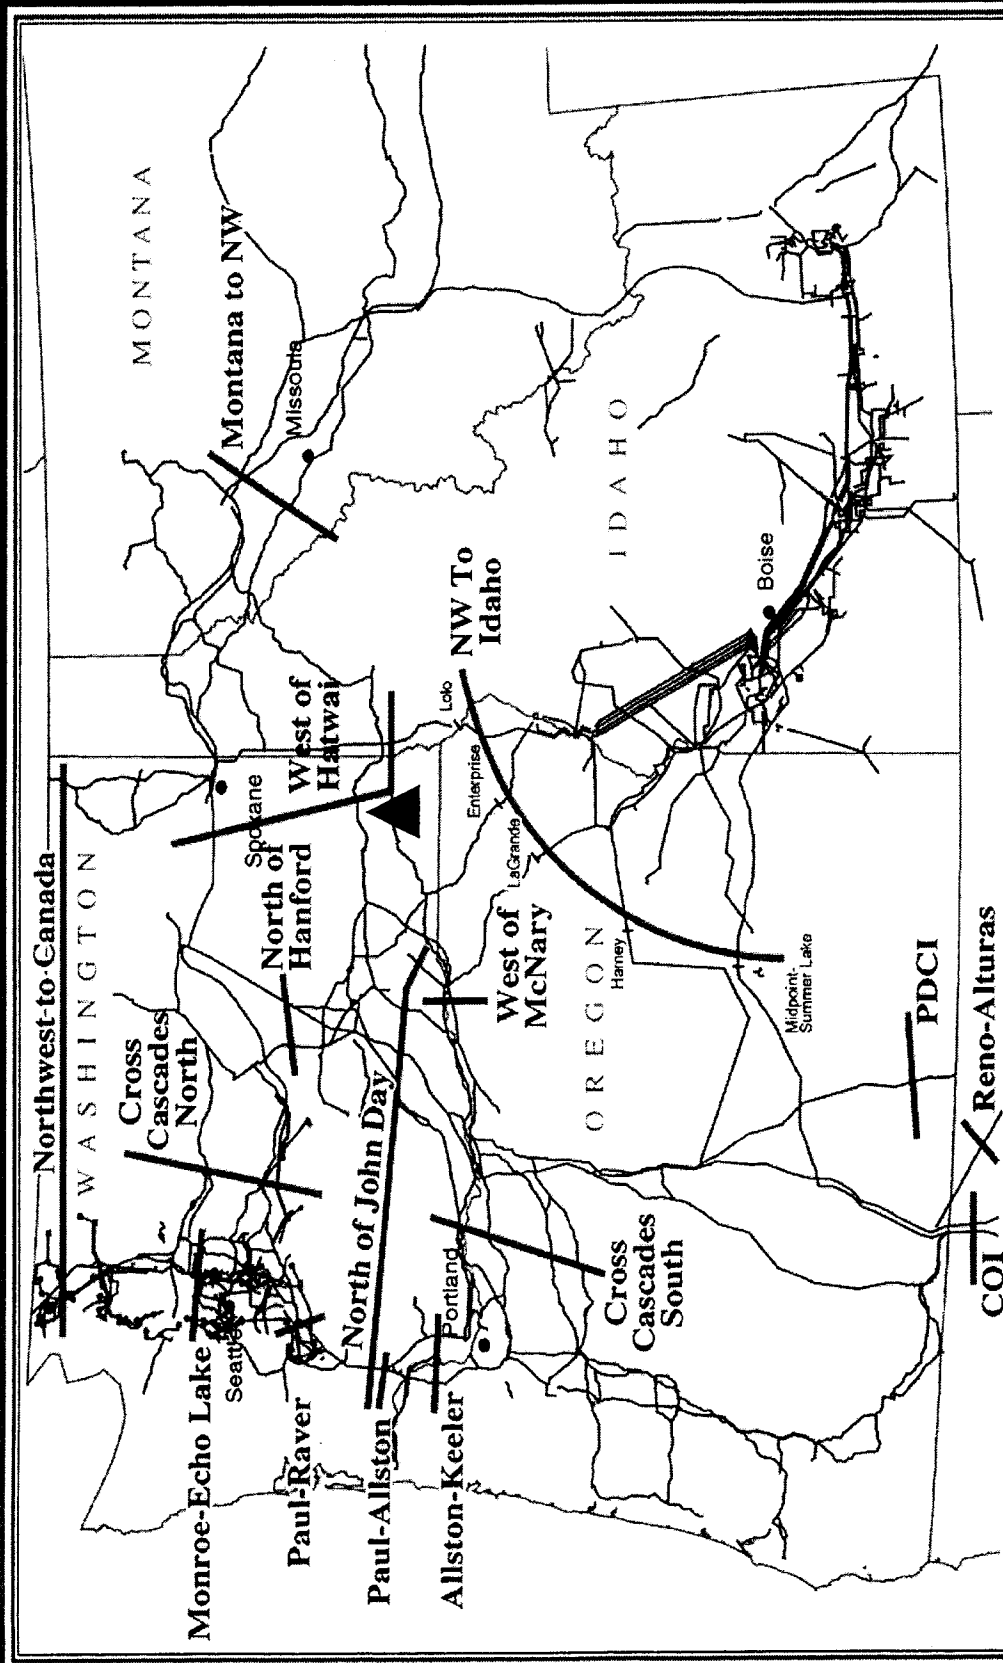 Northwest-to-Canada
WASHINGTON
MONTANA
Cross
Cascades
North
Monroe-Echo Lake
Spokane
Montana to NW
North of
Hanford
West of
Hatwai
Missoula
Paul-Raver
North of John Day
Paul-Allston
Allston-Keeler
Portland
Lolo
NW To
Idaho
Enterprise
LaGrande
West of
McNary
Cross
Cascades
South
OREGON
Harney
IDAHO
Boise
Midpoint-
Summer Lake
PDCI
COI
Reno-Alturas